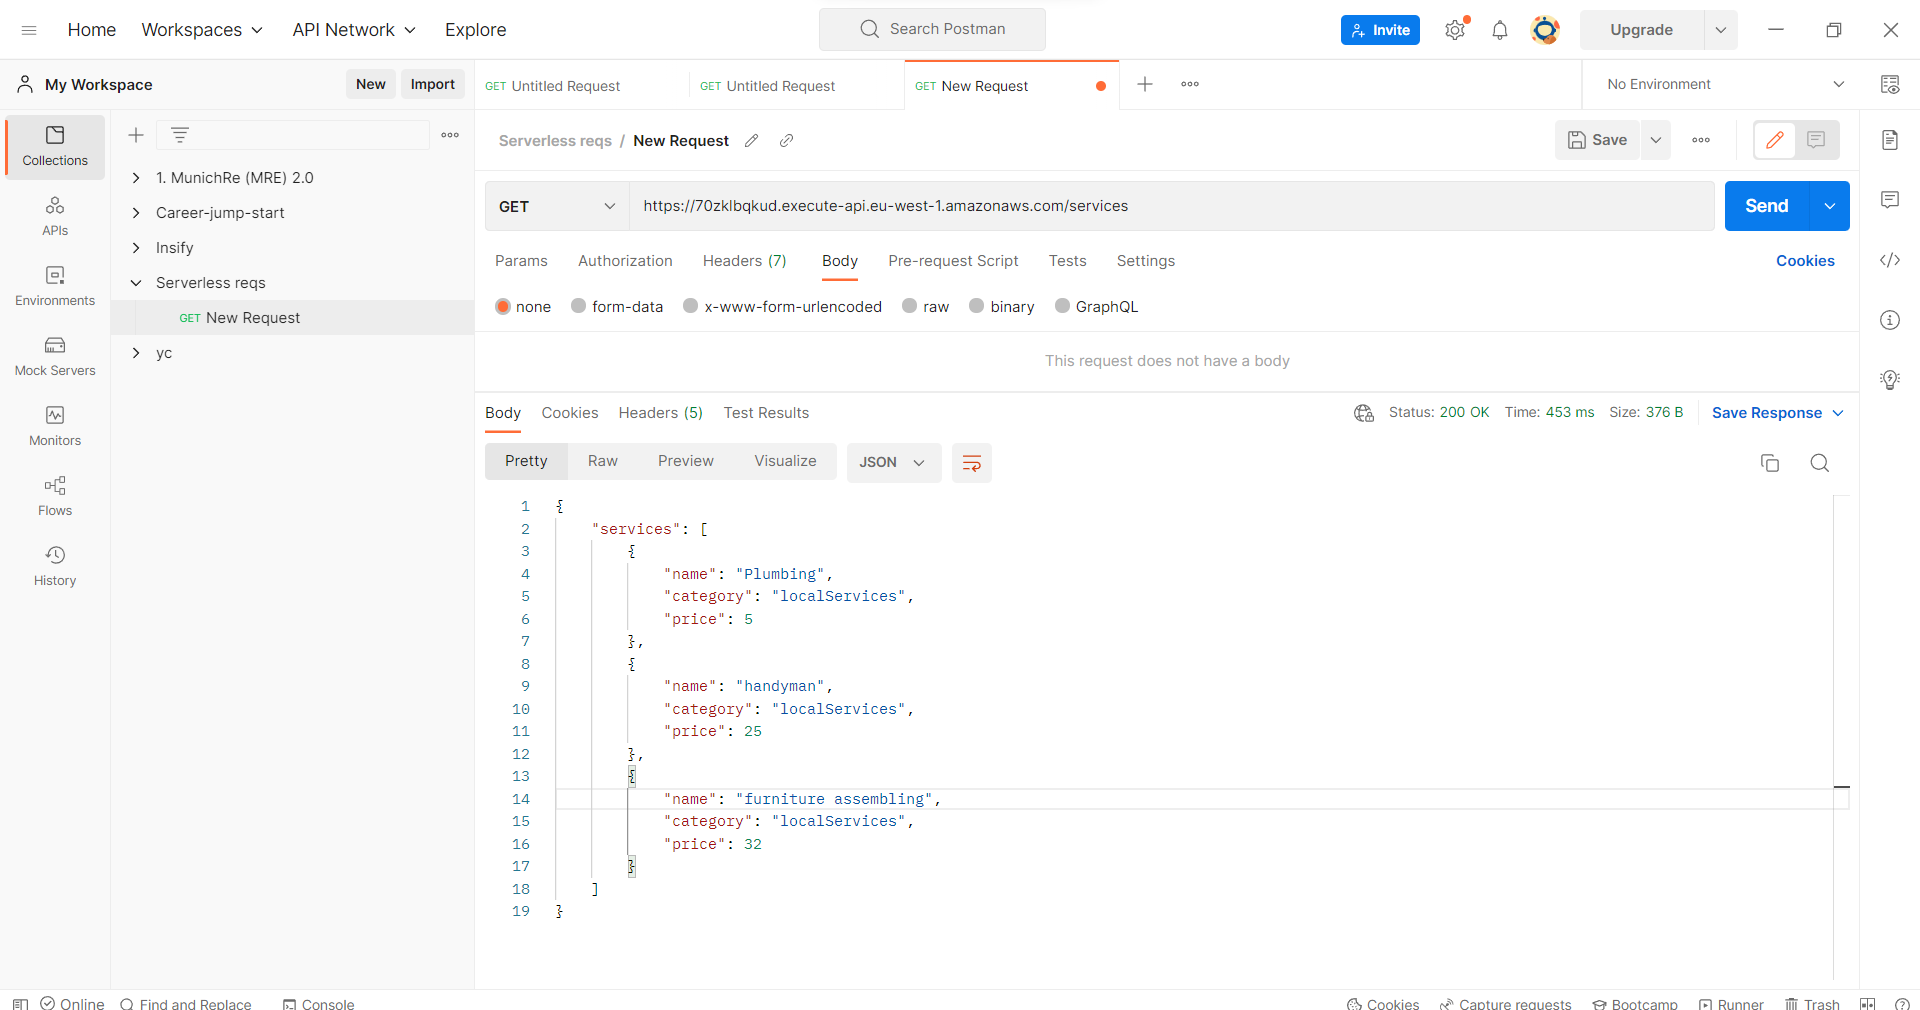 Home Workspaces API Network Explore Search Postman Invite Upgrade
My Workspace New Import GET Untitled Request GET Untitled Request GET New Request No Environment
Collections
APIs
Environments
Mock Servers
Monitors
Flows
History
1. MunichRe (MRE) 2.0
Career-jump-start
Insify
Serverless reqs
GET New Request
yc
Serverless reqs / New Request Save
GET https://70zklbqkud.execute-api.eu-west-1.amazonaws.com/services Send
Params Authorization Headers (7) Body Pre-request Script Tests Settings Cookies
none form-data x-www-form-urlencoded raw binary GraphQL
This request does not have a body
Body Cookies Headers (5) Test Results Status: 200 OK Time: 453 ms Size: 376 B Save Response
Pretty Raw Preview Visualize JSON
1 {
2 "services": [
3 {
4 "name": "Plumbing",
5 "category": "localServices",
6 "price": 5
7 },
8 {
9 "name": "handyman",
10 "category": "localServices",
11 "price": 25
12 },
13 {
14 "name": "furniture assembling",
15 "category": "localServices",
16 "price": 32
17 }
18 ]
19 }
Online Find and Replace Console Cookies Capture requests Bootcamp Runner Trash